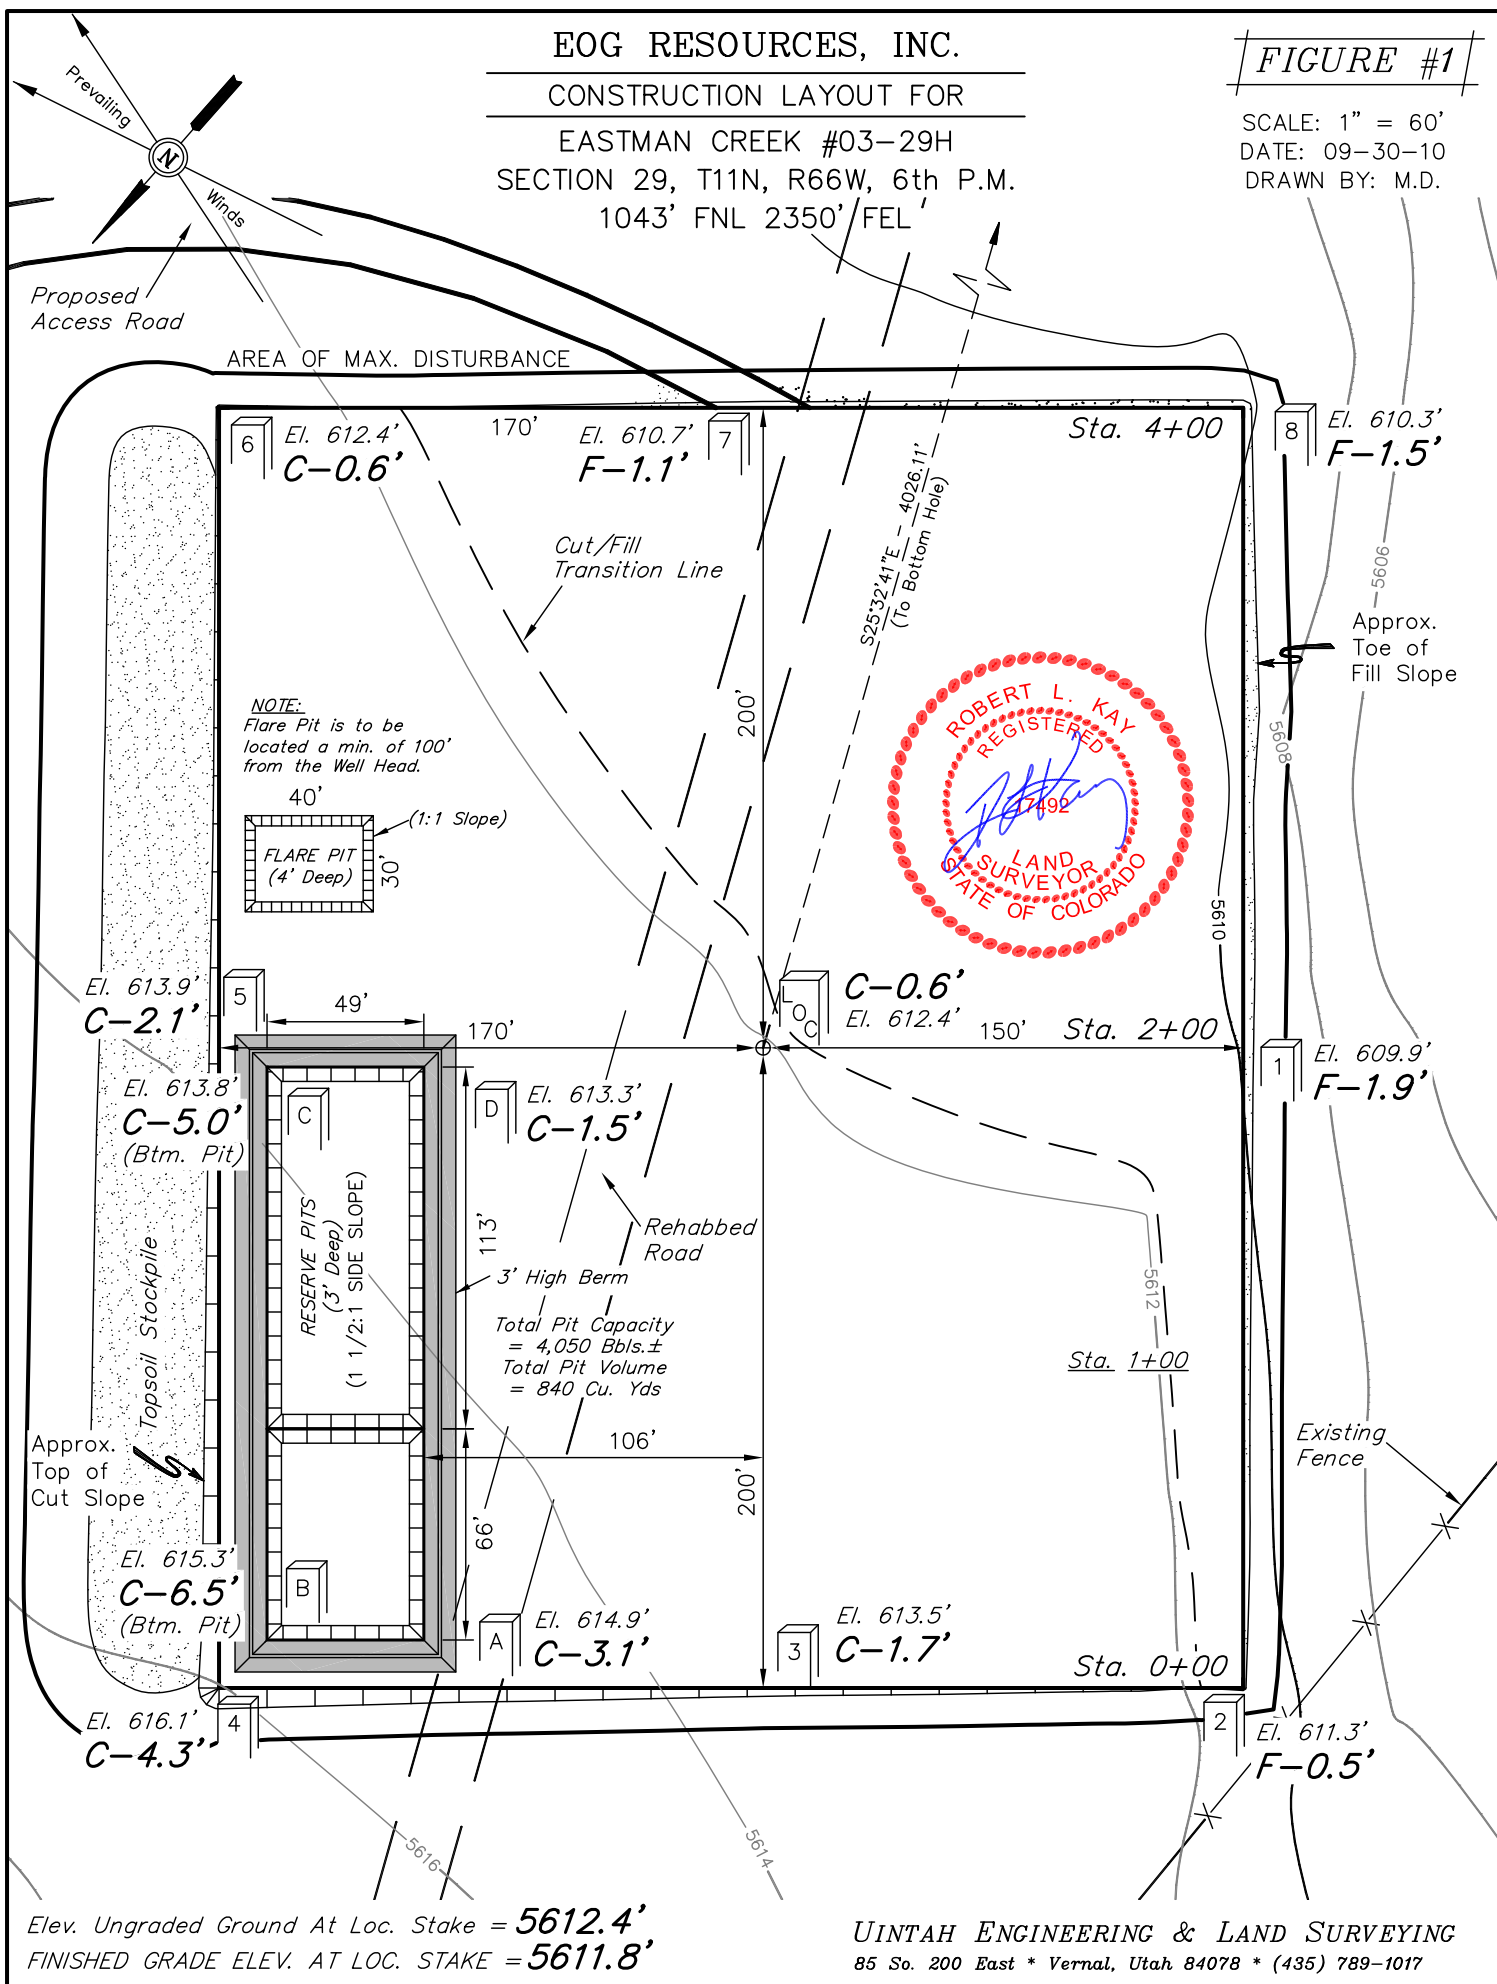 EOG RESOURCES, INC.
CONSTRUCTION LAYOUT FOR
EASTMAN CREEK #03-29H
SECTION 29, T11N, R66W, 6th P.M.
1043' FNL 2350' FEL
FIGURE #1
SCALE: 1" = 60'
DATE: 09-30-10
DRAWN BY: M.D.
Prevailing
N
Winds
Proposed
Access Road
AREA OF MAX. DISTURBANCE
6
El. 612.4'
C-0.6'
170'
El. 610.7'
F-1.1'
7
Sta. 4+00
8
El. 610.3'
F-1.5'
Cut/Fill
Transition Line
S25°32'41"E - 4026.11'
(To Bottom Hole)
5606
Approx.
Toe of
Fill Slope
5608
200'
NOTE:
Flare Pit is to be
located a min. of 100'
from the Well Head.
40'
(1:1 Slope)
FLARE PIT
(4' Deep)
30'
ROBERT L. KAY
REGISTERED
7492
LAND
SURVEYOR
STATE OF COLORADO
5610
El. 613.9'
C-2.1'
5
49'
170'
LOC
C-0.6'
El. 612.4'
150'
Sta. 2+00
1
El. 609.9'
F-1.9'
El. 613.8'
C-5.0'
(Btm. Pit)
C
D
El. 613.3'
C-1.5'
RESERVE PITS
(3' Deep)
(1 1/2:1 SIDE SLOPE)
113'
Rehabbed
Road
3' High Berm
Total Pit Capacity
= 4,050 Bbls.±
Total Pit Volume
= 840 Cu. Yds
5612
Sta. 1+00
Topsoil Stockpile
Approx.
Top of
Cut Slope
106'
200'
Existing
Fence
66'
El. 615.3'
C-6.5'
(Btm. Pit)
B
A
El. 614.9'
C-3.1'
3
El. 613.5'
C-1.7'
Sta. 0+00
El. 616.1'
C-4.3'
4
2
El. 611.3'
F-0.5'
5616
5614
Elev. Ungraded Ground At Loc. Stake = 5612.4'
FINISHED GRADE ELEV. AT LOC. STAKE = 5611.8'
UINTAH ENGINEERING & LAND SURVEYING
85 So. 200 East * Vernal, Utah 84078 * (435) 789-1017